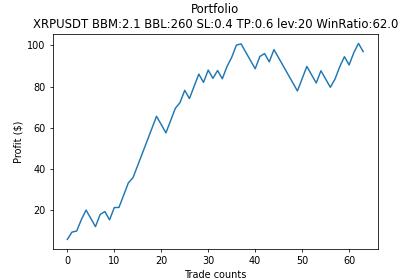 Portfolio
XRPUSDT BBM:2.1 BBL:260 SL:0.4 TP:0.6 lev:20 WinRatio:62.0
100
80
60
40
20
Profit ($)
0 10 20 30 40 50 60
Trade counts